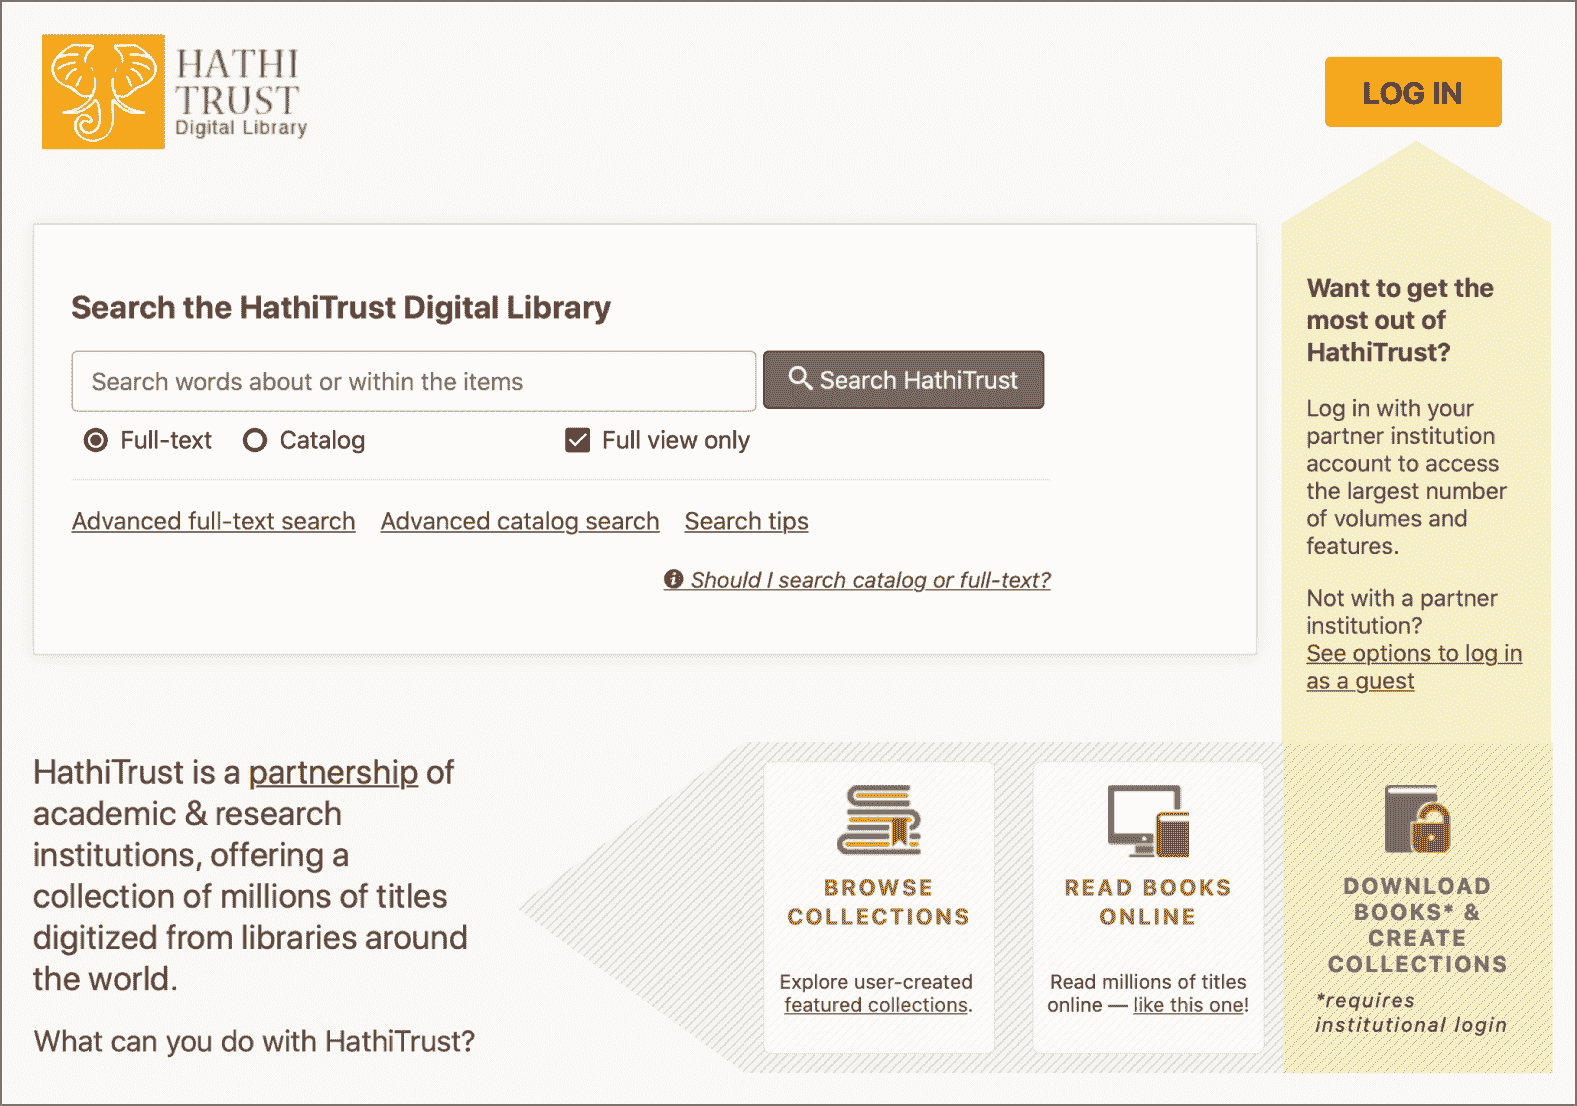 HATHI
TRUST
Digital Library
LOG IN
Search the HathiTrust Digital Library
Search words about or within the items
Search HathiTrust
Full-text
Catalog
Full view only
Advanced full-text search
Advanced catalog search
Search tips
Should I search catalog or full-text?
Want to get the
most out of
HathiTrust?
Log in with your
partner institution
account to access
the largest number
of volumes and
features.
Not with a partner
institution?
See options to log in
as a guest
HathiTrust is a partnership of
academic & research
institutions, offering a
collection of millions of titles
digitized from libraries around
the world.
What can you do with HathiTrust?
BROWSE
COLLECTIONS
Explore user-created
featured collections.
READ BOOKS
ONLINE
Read millions of titles
online — like this one!
DOWNLOAD
BOOKS* &
CREATE
COLLECTIONS
*requires
institutional login